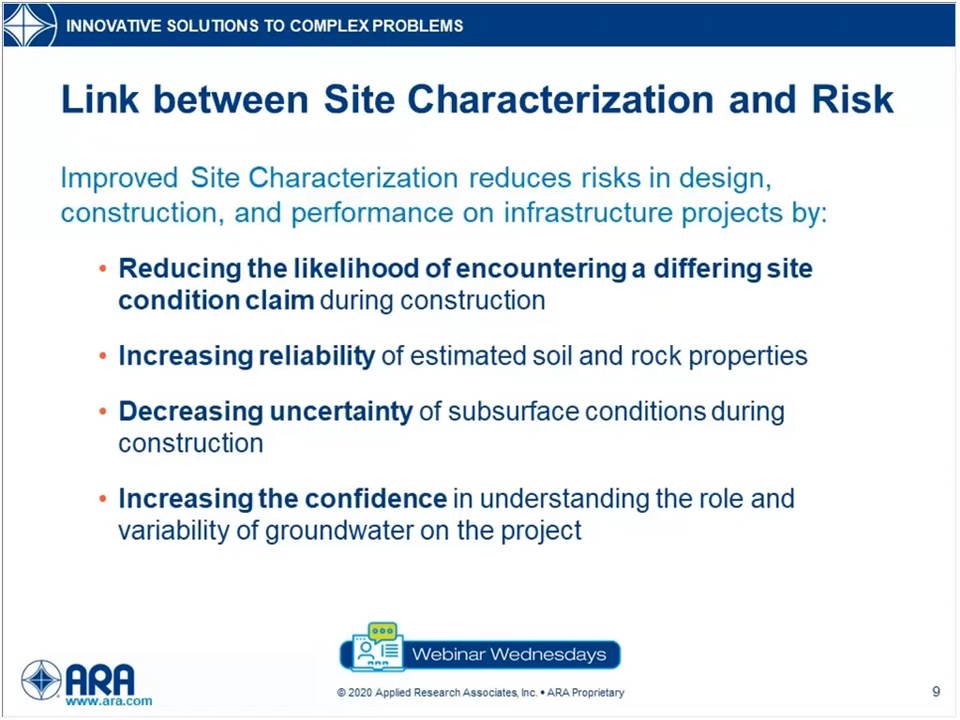 INNOVATIVE SOLUTIONS TO COMPLEX PROBLEMS
Link between Site Characterization and Risk
Improved Site Characterization reduces risks in design,
construction, and performance on infrastructure projects by:
• Reducing the likelihood of encountering a differing site
condition claim during construction
• Increasing reliability of estimated soil and rock properties
• Decreasing uncertainty of subsurface conditions during
construction
• Increasing the confidence in understanding the role and
variability of groundwater on the project
ARA
Webinar Wednesdays
ARA
www.ara.com
© 2020 Applied Research Associates, Inc. • ARA Proprietary
9